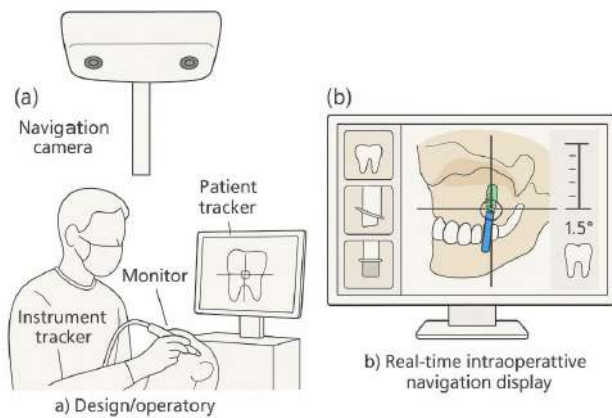 (a)
Navigation
camera
Patient
tracker
Monitor
Instrument
tracker
a) Design/operatory
(b)
1.5°
b) Real-time intraoperattive
navigation display